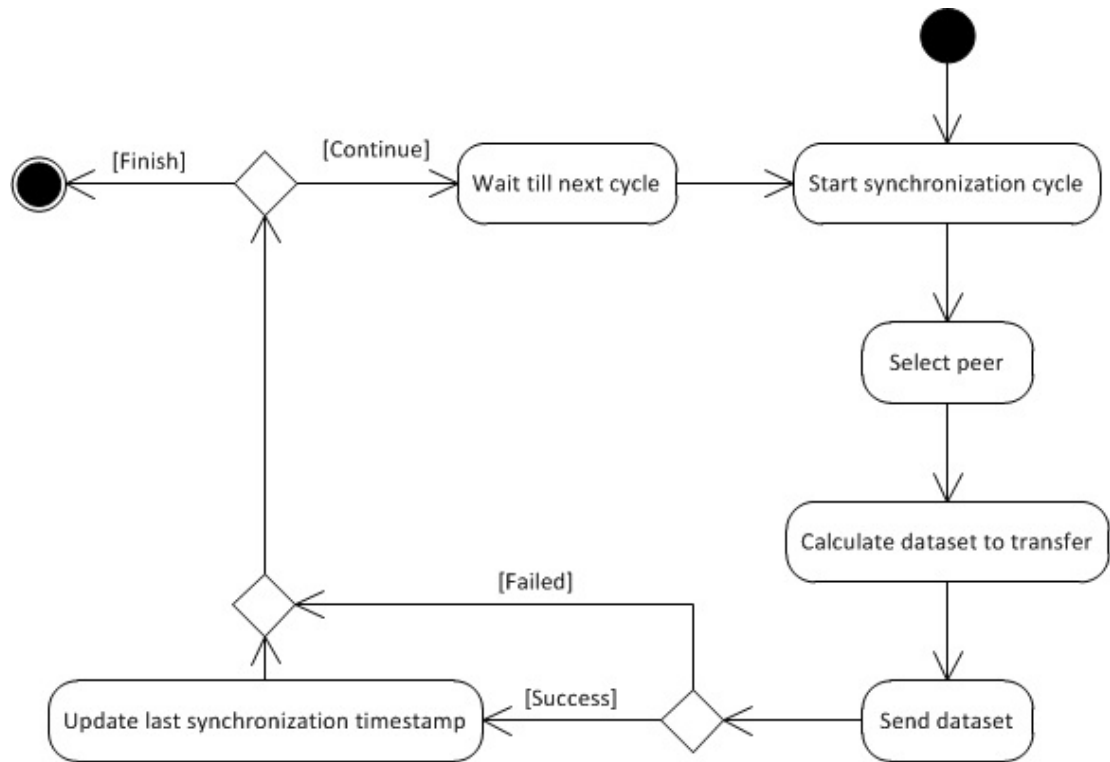 [Finish]
[Continue]
Wait till next cycle
Start synchronization cycle
Select peer
Calculate dataset to transfer
[Failed]
[Success]
Update last synchronization timestamp
Send dataset